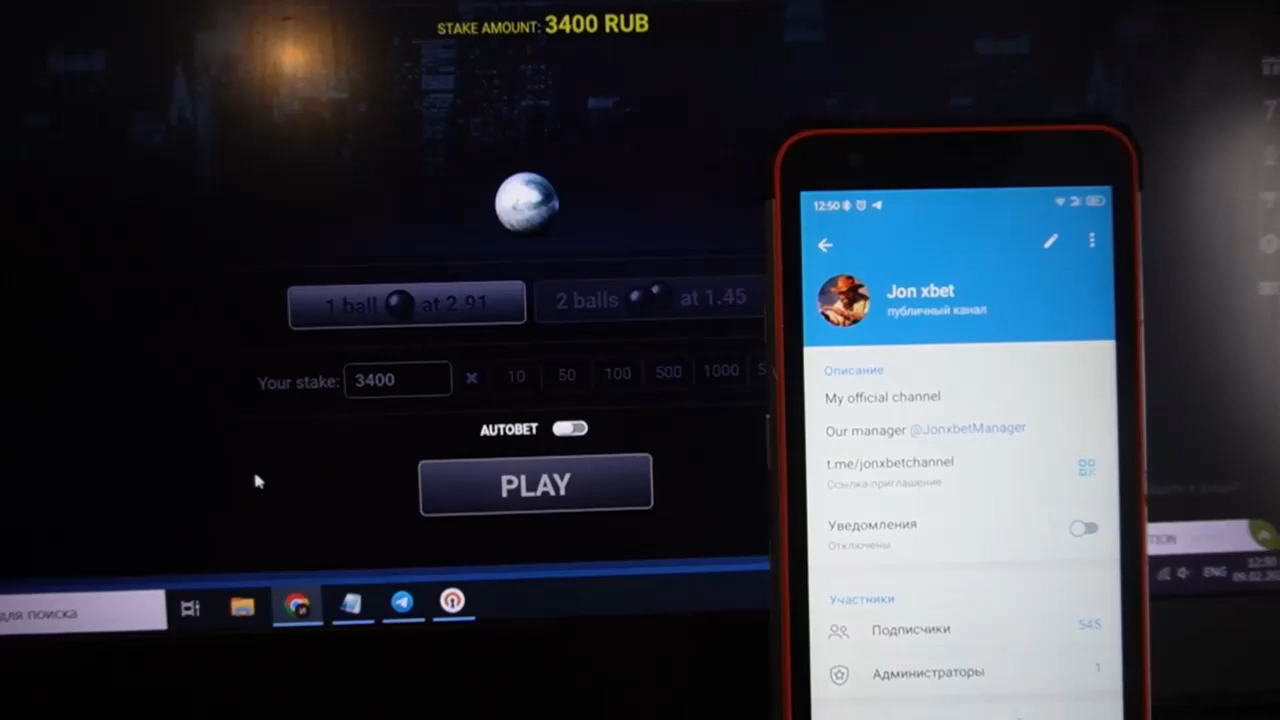 STAKE AMOUNT: 3400 RUB
1 ball at 2.91
2 balls at 1.45
Your stake: 3400 × 10 50 100 500 1000
AUTOBET
PLAY
для поиска
ENG
12:50
Jon xbet
публичный канал
Описание
My official channel
Our manager @JonxbetManager
t.me/jonxbetchannel
Ссылка-приглашение
Уведомления
Отключены
Участники
Подписчики 545
Администраторы 1